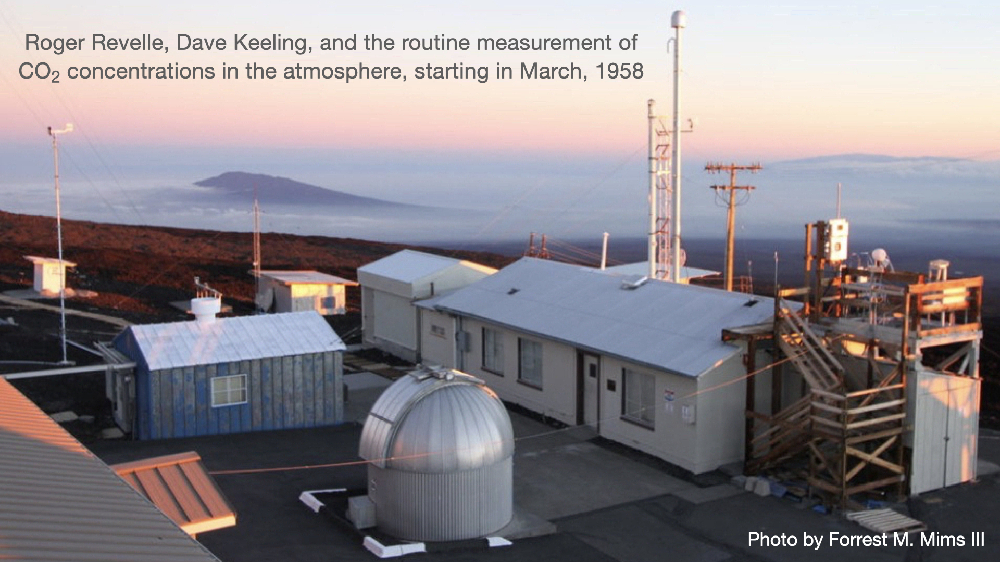 Roger Revelle, Dave Keeling, and the routine measurement of
CO₂ concentrations in the atmosphere, starting in March, 1958
Photo by Forrest M. Mims III